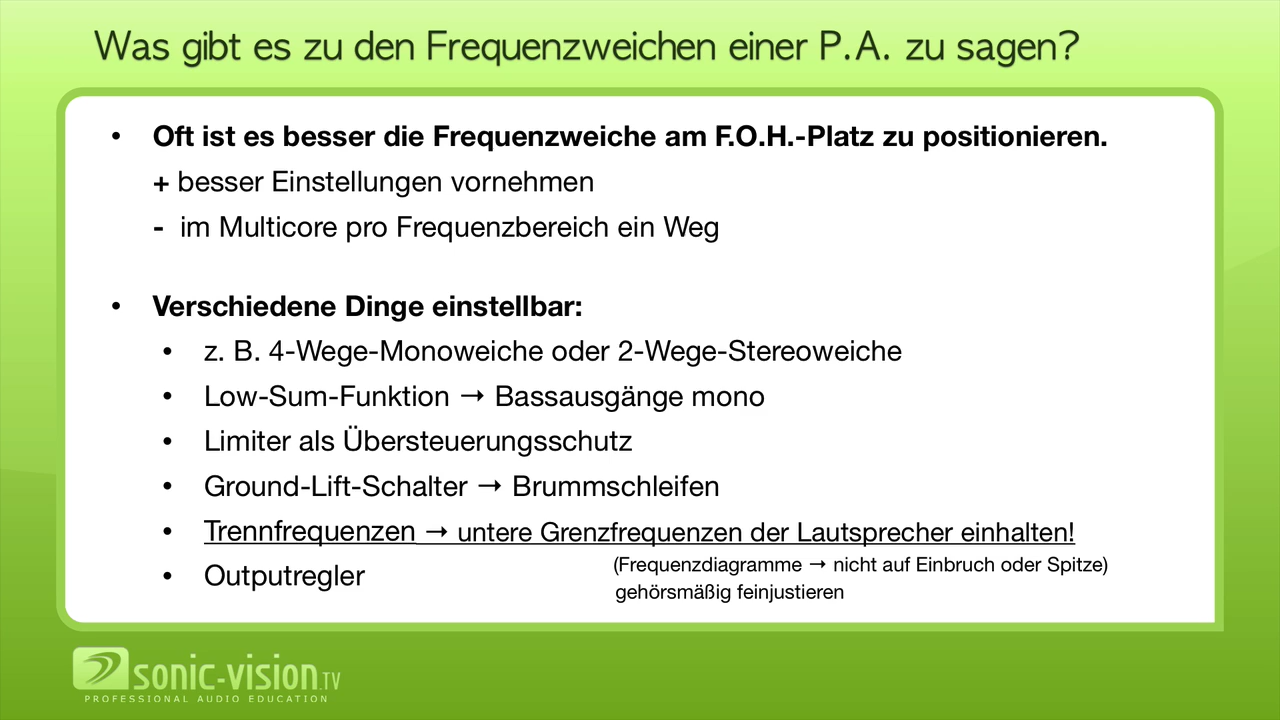 Was gibt es zu den Frequenzweichen einer P.A. zu sagen?
• Oft ist es besser die Frequenzweiche am F.O.H.-Platz zu positionieren.
+ besser Einstellungen vornehmen
- im Multicore pro Frequenzbereich ein Weg
• Verschiedene Dinge einstellbar:
• z. B. 4-Wege-Monoweiche oder 2-Wege-Stereoweiche
• Low-Sum-Funktion → Bassausgänge mono
• Limiter als Übersteuerungsschutz
• Ground-Lift-Schalter → Brummschleifen
• Trennfrequenzen → untere Grenzfrequenzen der Lautsprecher einhalten!
(Frequenzdiagramme → nicht auf Einbruch oder Spitze)
• Outputregler
gehörsmäßig feinjustieren
sonic-vision.TV
PROFESSIONAL AUDIO EDUCATION